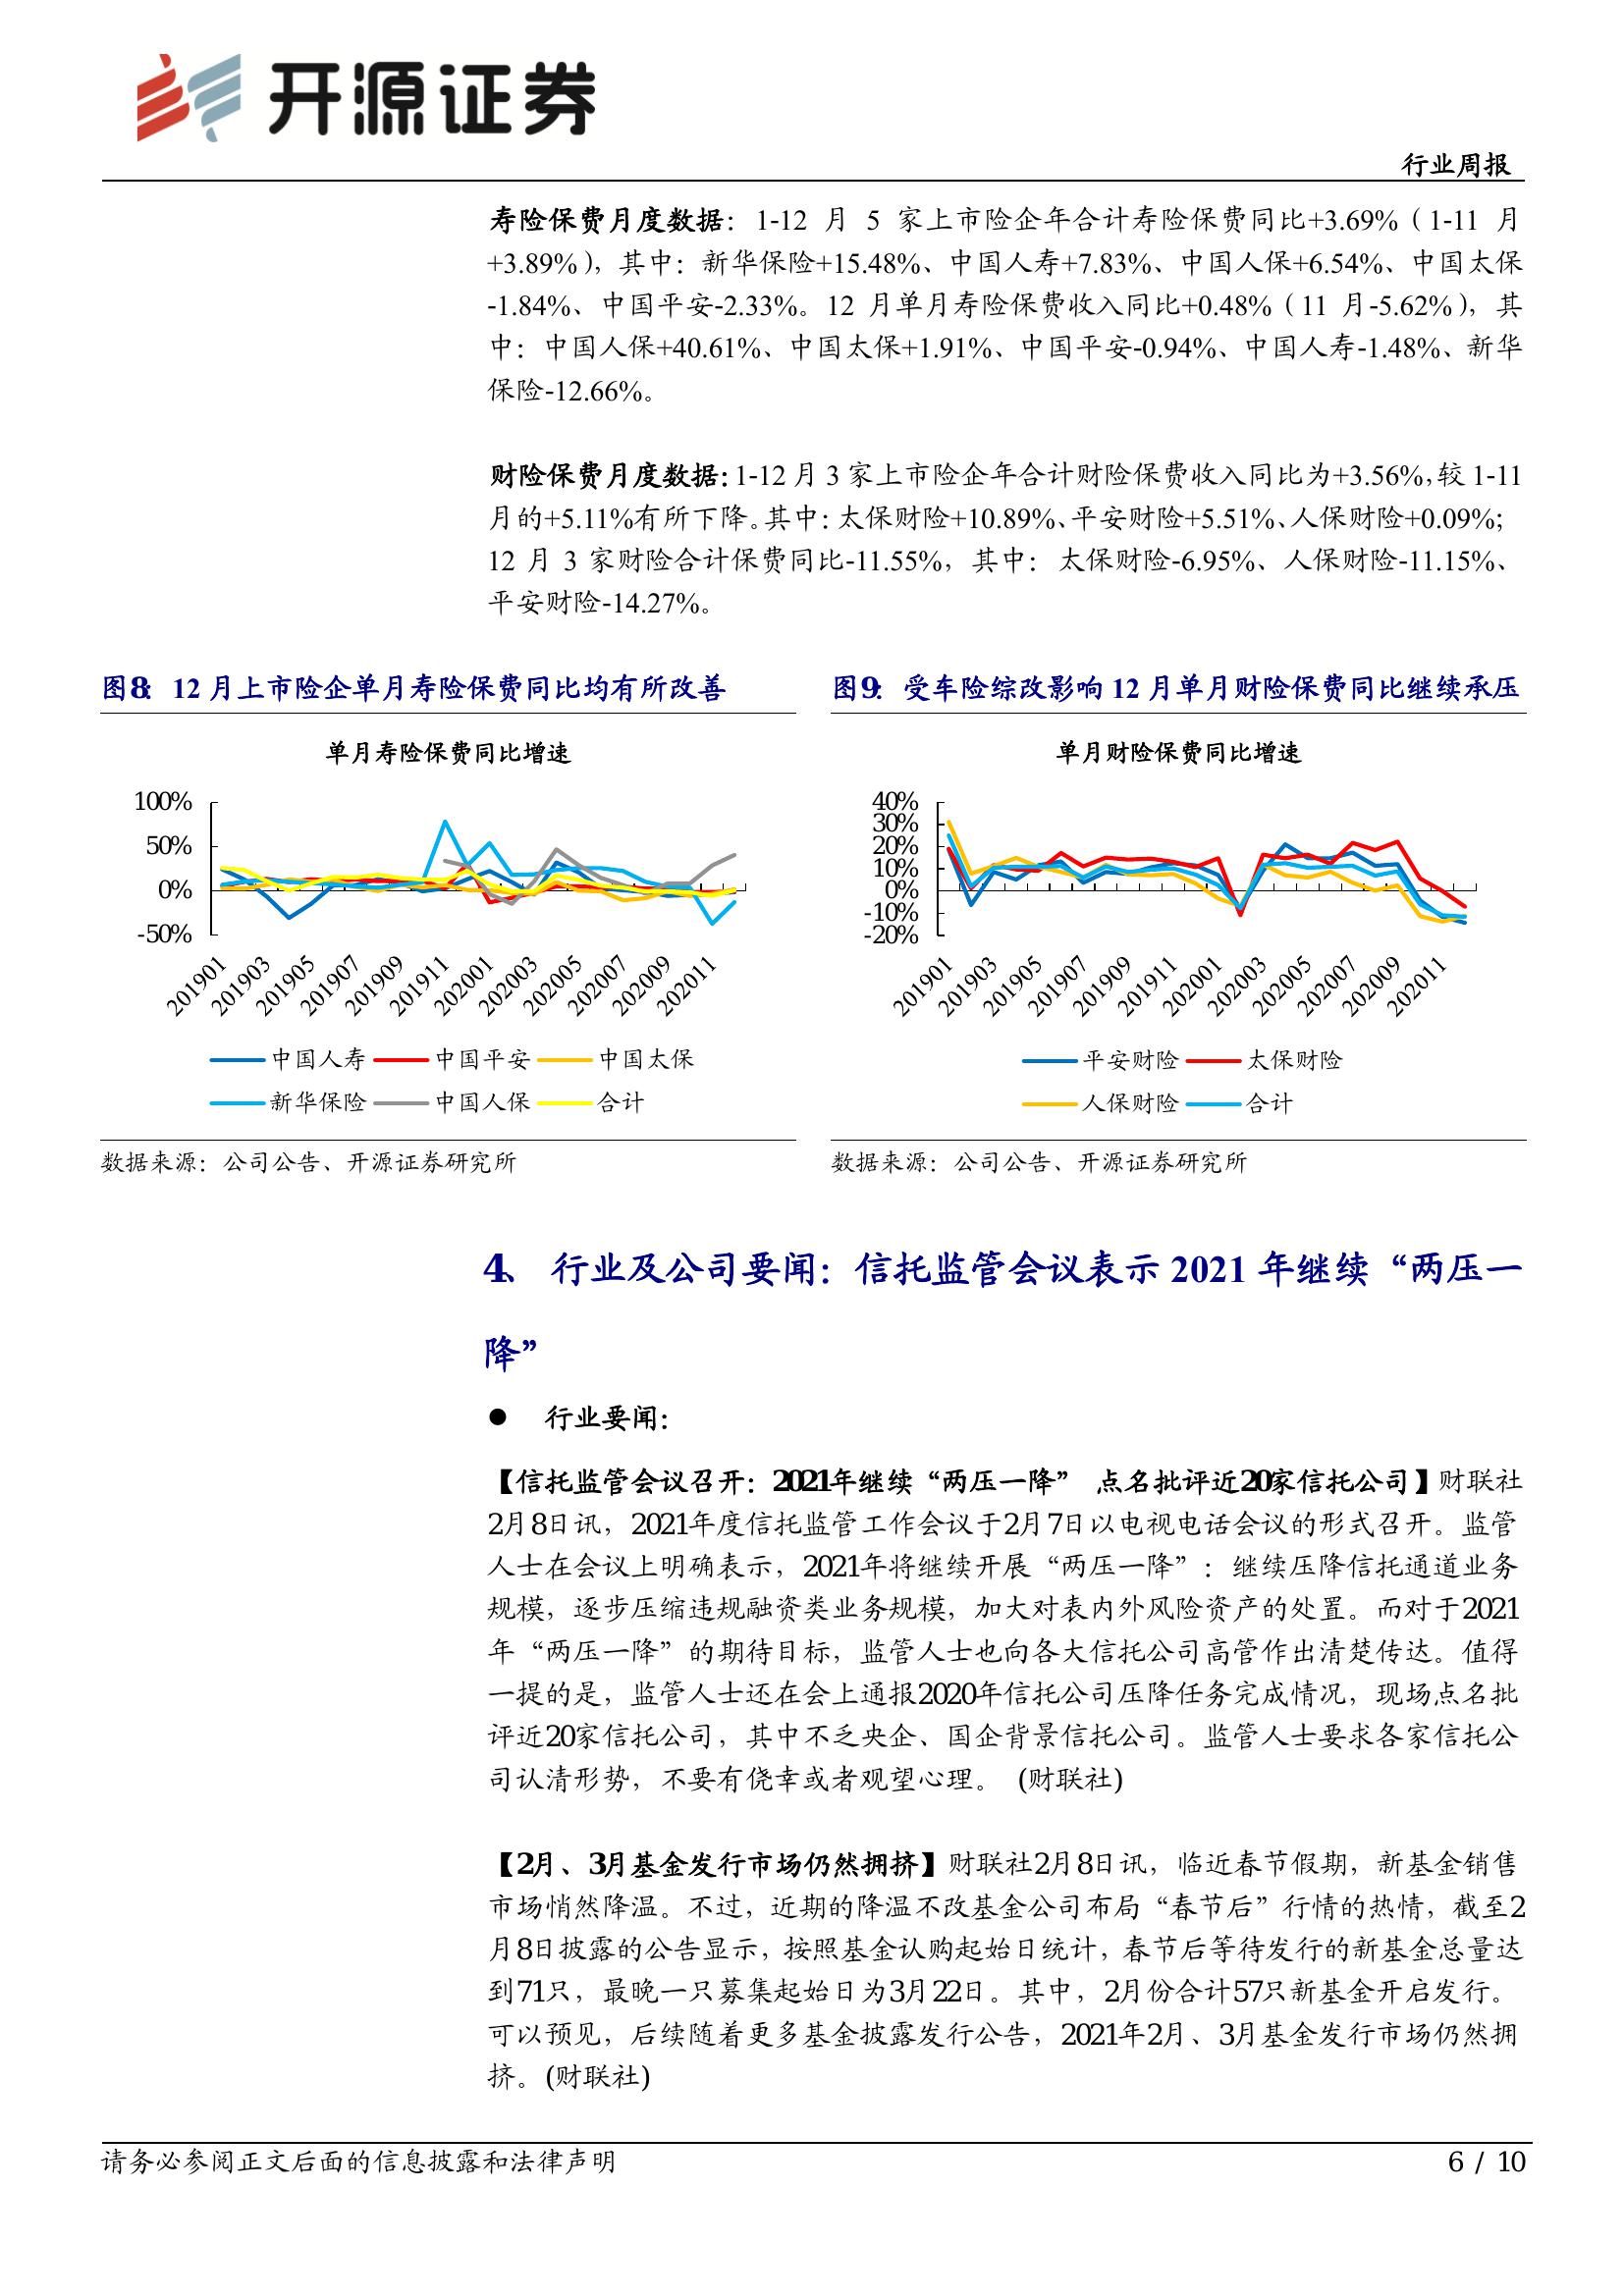 开源证券
行业周报
寿险保费月度数据：1-12 月 5 家上市险企年合计寿险保费同比+3.69%（1-11 月
+3.89%），其中：新华保险+15.48%、中国人寿+7.83%、中国人保+6.54%、中国太保
-1.84%、中国平安-2.33%。12 月单月寿险保费收入同比+0.48%（11 月-5.62%），其
中：中国人保+40.61%、中国太保+1.91%、中国平安-0.94%、中国人寿-1.48%、新华
保险-12.66%。
财险保费月度数据：1-12 月 3 家上市险企年合计财险保费收入同比为+3.56%，较 1-11
月的+5.11%有所下降。其中：太保财险+10.89%、平安财险+5.51%、人保财险+0.09%；
12 月 3 家财险合计保费同比-11.55%，其中：太保财险-6.95%、人保财险-11.15%、
平安财险-14.27%。
图8： 12 月上市险企单月寿险保费同比均有所改善
单月寿险保费同比增速
100%
50%
0%
-50%
201901 201903 201905 201907 201909 201911 202001 202003 202005 202007 202009 202011
中国人寿 中国平安 中国太保
新华保险 中国人保 合计
数据来源：公司公告、开源证券研究所
图9： 受车险综改影响 12 月单月财险保费同比继续承压
单月财险保费同比增速
40%
30%
20%
10%
0%
-10%
-20%
201901 201903 201905 201907 201909 201911 202001 202003 202005 202007 202009 202011
平安财险 太保财险
人保财险 合计
数据来源：公司公告、开源证券研究所
4、 行业及公司要闻：信托监管会议表示 2021 年继续“两压一
降”
● 行业要闻：
【信托监管会议召开：2021年继续“两压一降” 点名批评近20家信托公司】财联社
2月8日讯，2021年度信托监管工作会议于2月7日以电视电话会议的形式召开。监管
人士在会议上明确表示，2021年将继续开展“两压一降”：继续压降信托通道业务
规模，逐步压缩违规融资类业务规模，加大对表内外风险资产的处置。而对于2021
年“两压一降”的期待目标，监管人士也向各大信托公司高管作出清楚传达。值得
一提的是，监管人士还在会上通报2020年信托公司压降任务完成情况，现场点名批
评近20家信托公司，其中不乏央企、国企背景信托公司。监管人士要求各家信托公
司认清形势，不要有侥幸或者观望心理。 (财联社)
【2月、3月基金发行市场仍然拥挤】财联社2月8日讯，临近春节假期，新基金销售
市场悄然降温。不过，近期的降温不改基金公司布局“春节后”行情的热情，截至2
月8日披露的公告显示，按照基金认购起始日统计，春节后等待发行的新基金总量达
到71只，最晚一只募集起始日为3月22日。其中，2月份合计57只新基金开启发行。
可以预见，后续随着更多基金披露发行公告，2021年2月、3月基金发行市场仍然拥
挤。(财联社)
请务必参阅正文后面的信息披露和法律声明
6 / 10